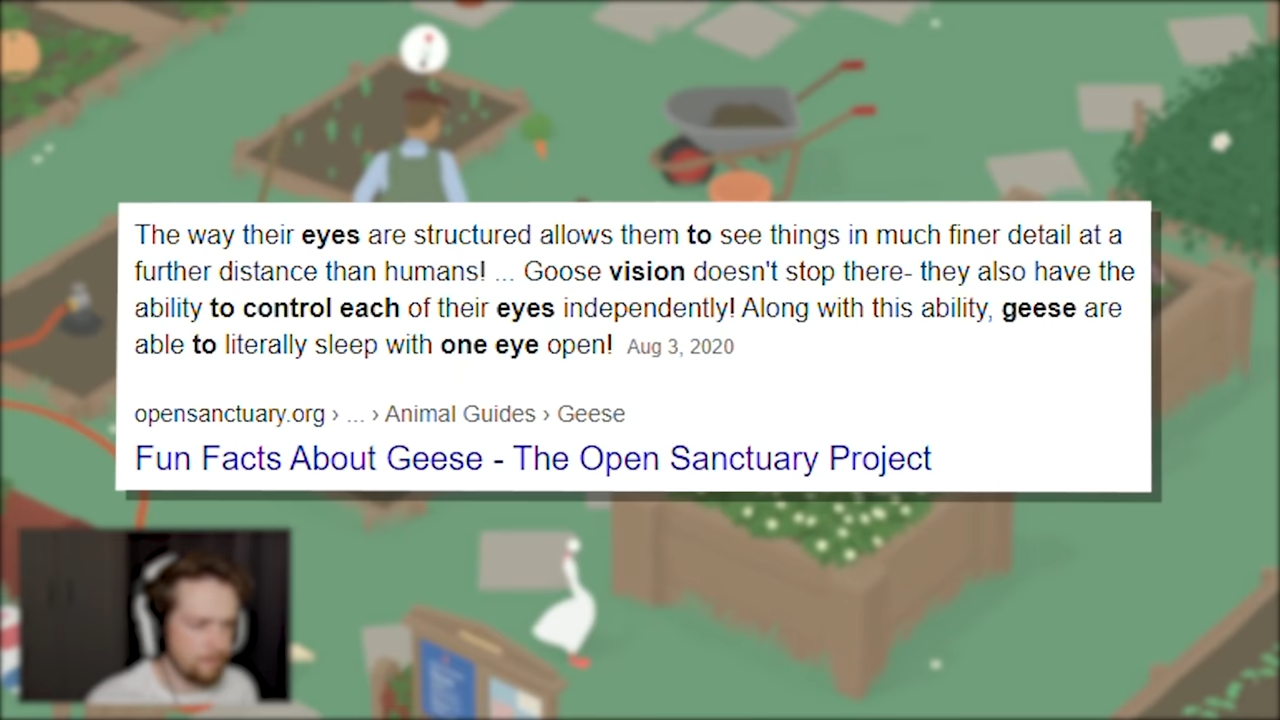 The way their eyes are structured allows them to see things in much finer detail at a
further distance than humans! ... Goose vision doesn't stop there- they also have the
ability to control each of their eyes independently! Along with this ability, geese are
able to literally sleep with one eye open! Aug 3, 2020
opensanctuary.org › ... › Animal Guides › Geese
Fun Facts About Geese - The Open Sanctuary Project